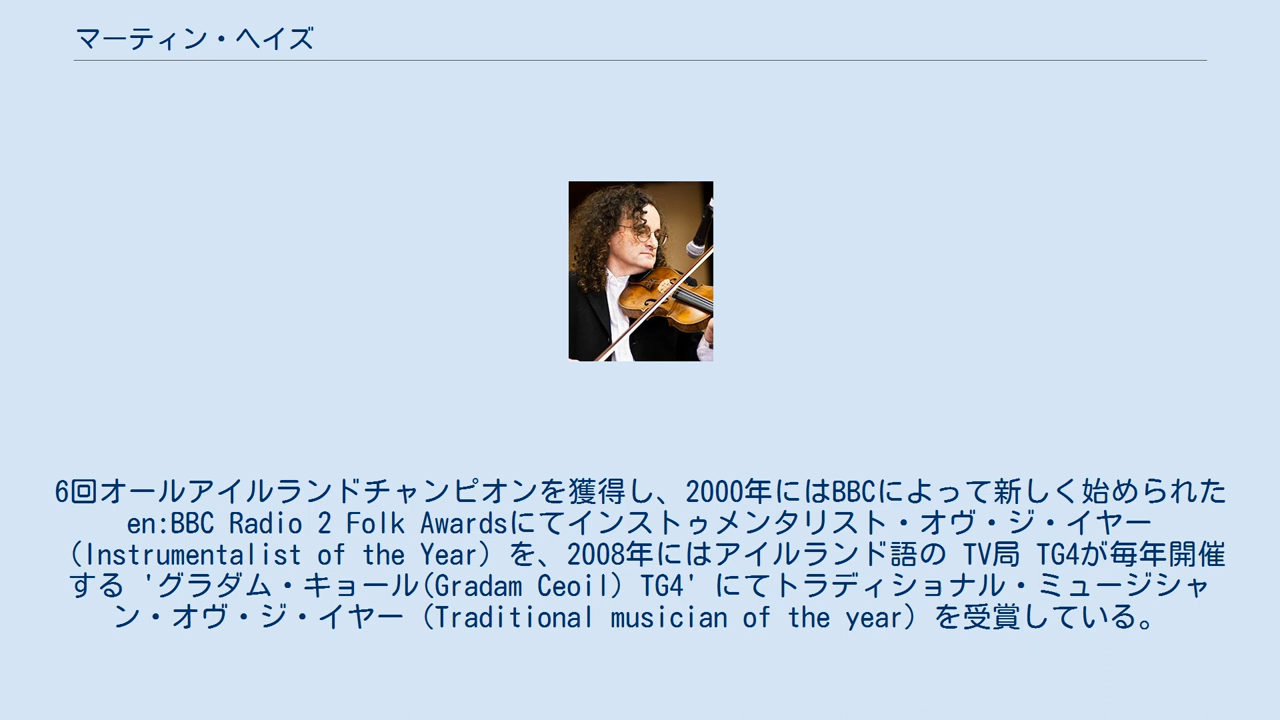 マーティン・ヘイズ
6回オールアイルランドチャンピオンを獲得し、2000年にはBBCによって新しく始められた
en:BBC Radio 2 Folk Awardsにてインストゥメンタリスト・オヴ・ジ・イヤー
（Instrumentalist of the Year）を、2008年にはアイルランド語の TV局 TG4が毎年開催
する 'グラダム・キョール(Gradam Ceoil) TG4' にてトラディショナル・ミュージシャ
ン・オヴ・ジ・イヤー（Traditional musician of the year）を受賞している。